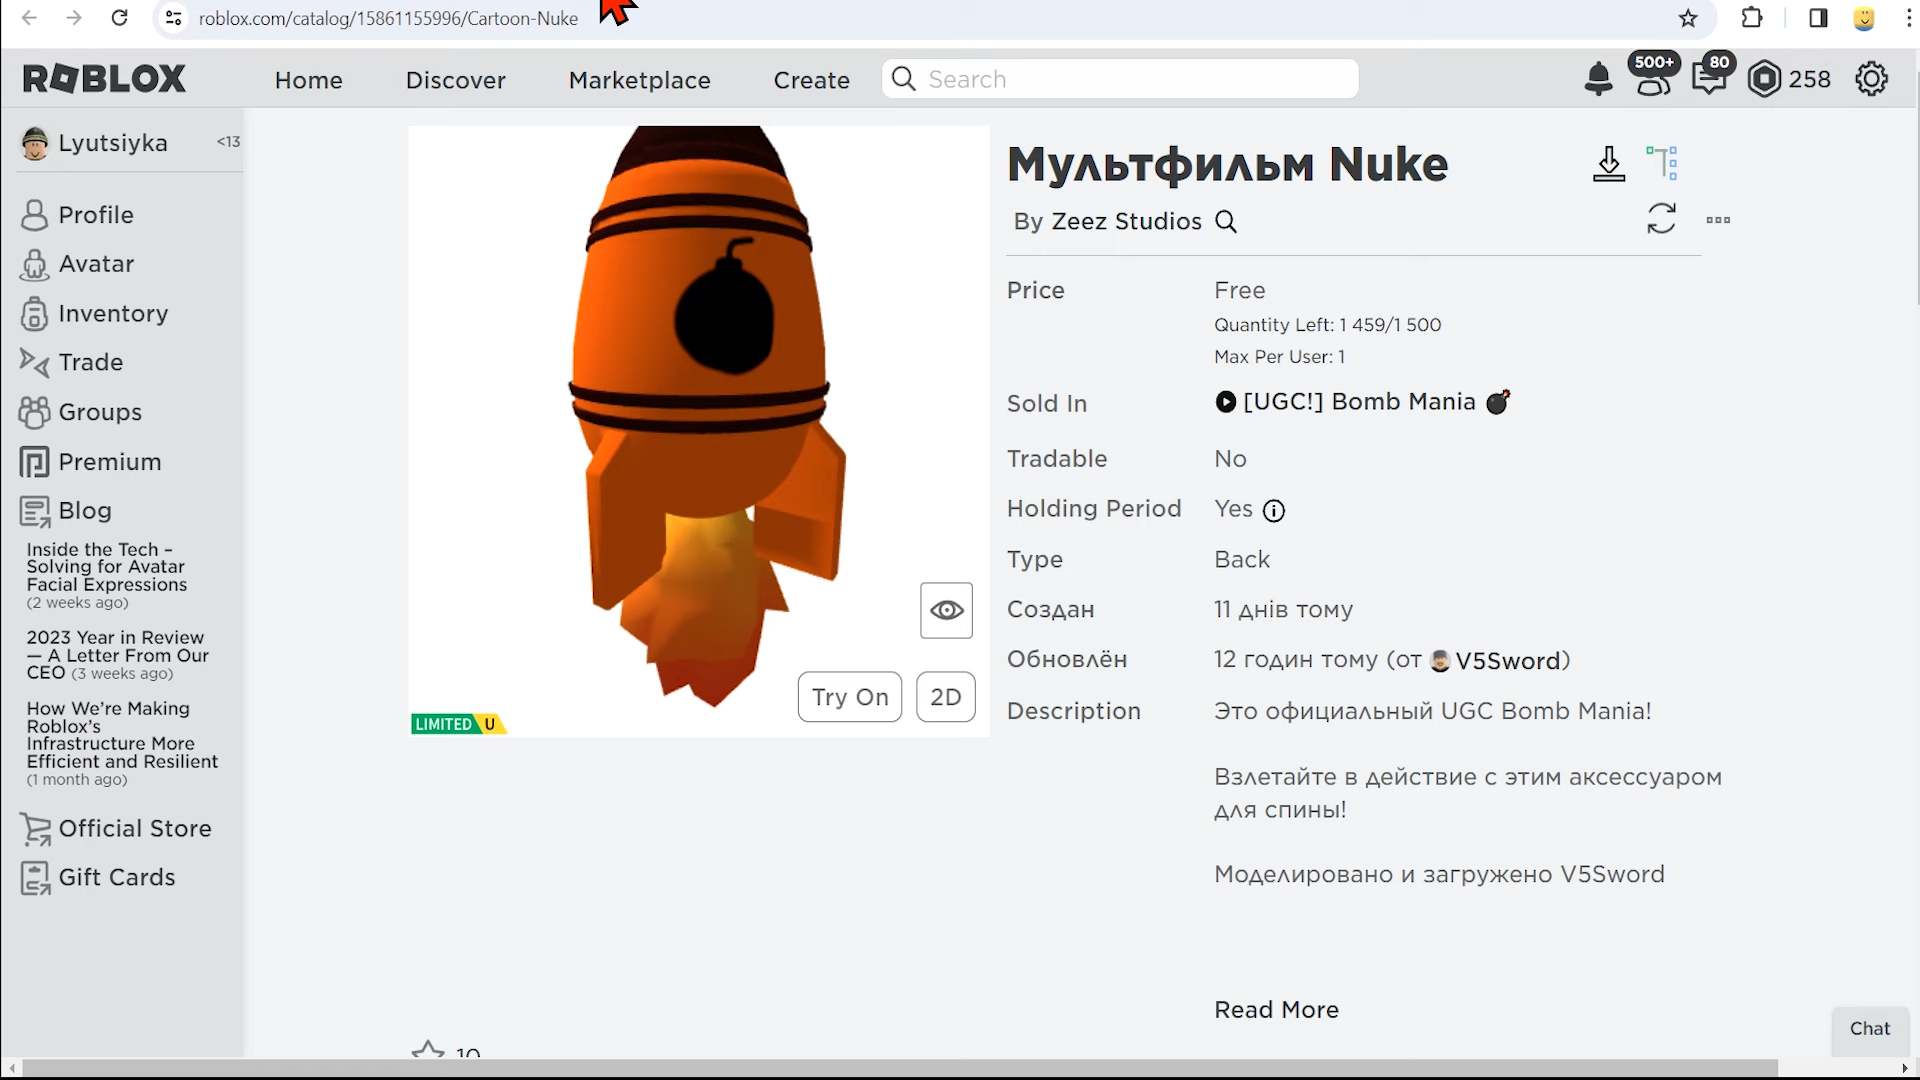 roblox.com/catalog/15861155996/Cartoon-Nuke
ROBLOX
Home
Discover
Marketplace
Create
Search
500+
80
258
Lyutsiyka
<13
Profile
Avatar
Inventory
Trade
Groups
Premium
Blog
Inside the Tech –
Solving for Avatar
Facial Expressions
(2 weeks ago)
2023 Year in Review
— A Letter From Our
CEO (3 weeks ago)
How We're Making
Roblox's
Infrastructure More
Efficient and Resilient
(1 month ago)
Official Store
Gift Cards
Try On
2D
LIMITED U
10
Мультфильм Nuke
By Zeez Studios
Price
Free
Quantity Left: 1 459/1 500
Max Per User: 1
Sold In
[UGC!] Bomb Mania
Tradable
No
Holding Period
Yes
Type
Back
Создан
11 днів тому
Обновлён
12 годин тому (от V5Sword)
Description
Это официальный UGC Bomb Mania!
Взлетайте в действие с этим аксессуаром
для спины!
Моделировано и загружено V5Sword
Read More
Chat